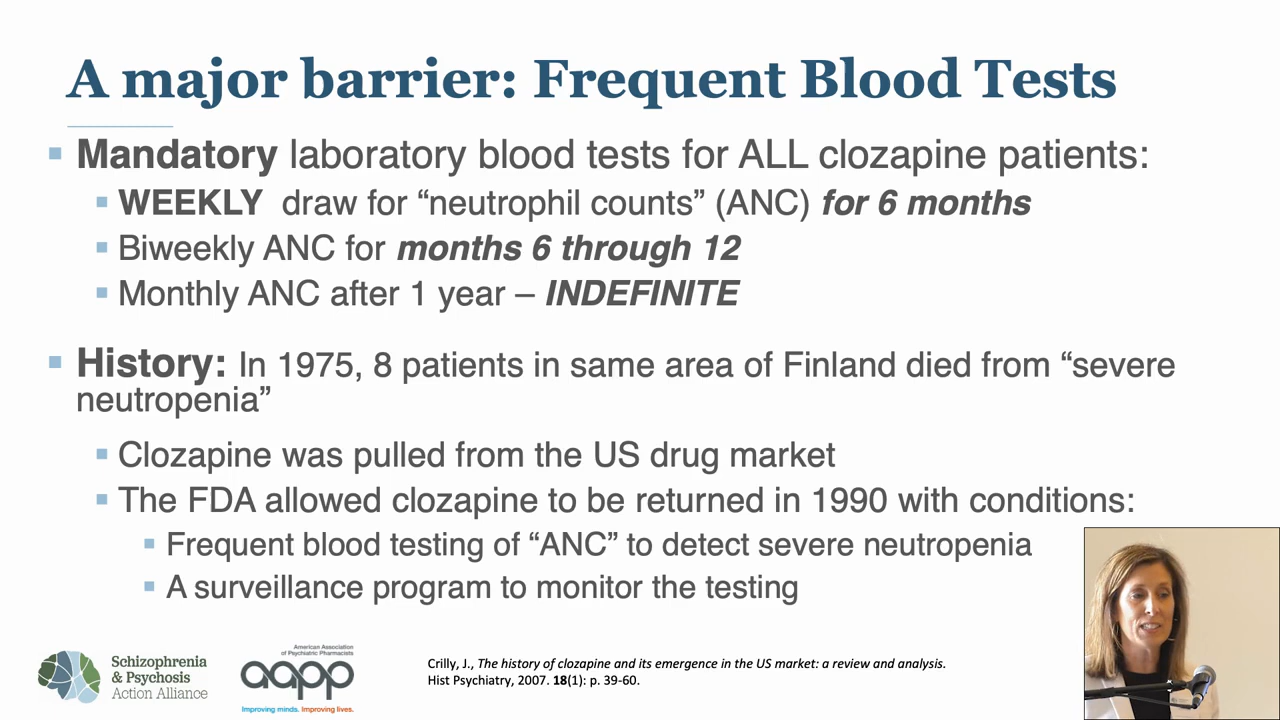 A major barrier: Frequent Blood Tests
Mandatory laboratory blood tests for ALL clozapine patients:
WEEKLY draw for “neutrophil counts” (ANC) for 6 months
Biweekly ANC for months 6 through 12
Monthly ANC after 1 year – INDEFINITE
History: In 1975, 8 patients in same area of Finland died from “severe
neutropenia”
Clozapine was pulled from the US drug market
The FDA allowed clozapine to be returned in 1990 with conditions:
Frequent blood testing of “ANC” to detect severe neutropenia
A surveillance program to monitor the testing
Schizophrenia
& Psychosis
Action Alliance
American Association
of Psychiatric Pharmacists
aapp
Improving minds. Improving lives.
Crilly, J., The history of clozapine and its emergence in the US market: a review and analysis.
Hist Psychiatry, 2007. 18(1): p. 39-60.